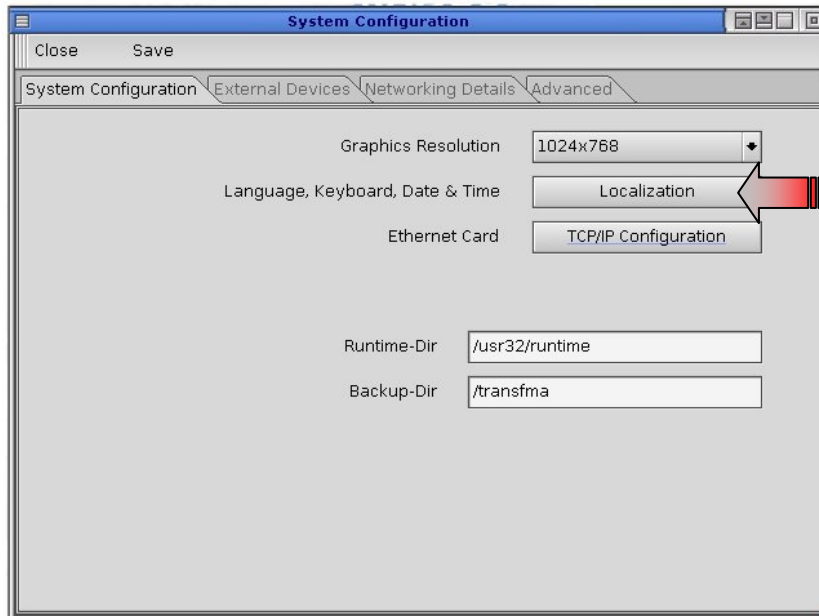 System Configuration
Close Save
System Configuration External Devices Networking Details Advanced
Graphics Resolution 1024x768
Language, Keyboard, Date & Time Localization
Ethernet Card TCP/IP Configuration
Runtime-Dir /usr32/runtime
Backup-Dir /transfma